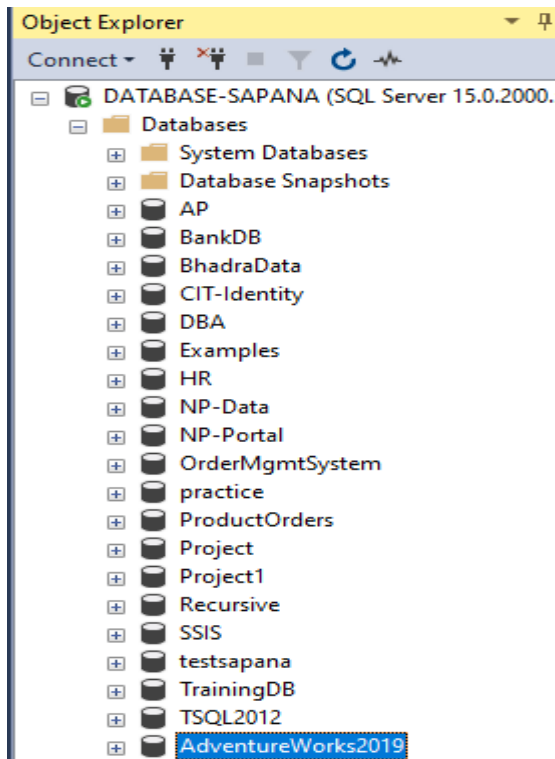 Object Explorer
Connect
DATABASE-SAPANA (SQL Server 15.0.2000.
Databases
System Databases
Database Snapshots
AP
BankDB
BhadraData
CIT-Identity
DBA
Examples
HR
NP-Data
NP-Portal
OrderMgmtSystem
practice
ProductOrders
Project
Project1
Recursive
SSIS
testsapana
TrainingDB
TSQL2012
AdventureWorks2019